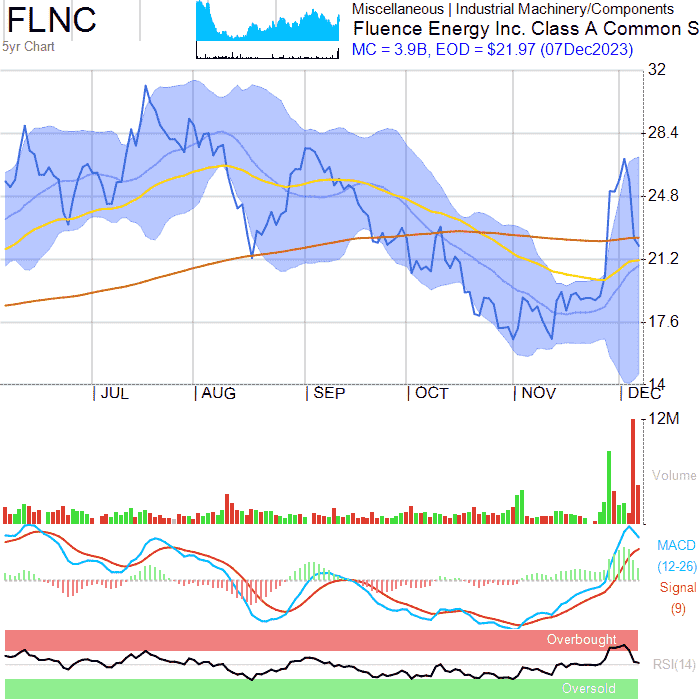 FLNC
5yr Chart
Miscellaneous | Industrial Machinery/Components
Fluence Energy Inc. Class A Common S
MC = 3.9B, EOD = $21.97 (07Dec2023)
32
28.4
24.8
21.2
17.6
14
JUL AUG SEP OCT NOV DEC
12M
Volume
MACD
(12-26)
Signal
(9)
Overbought
RSI(14)
Oversold